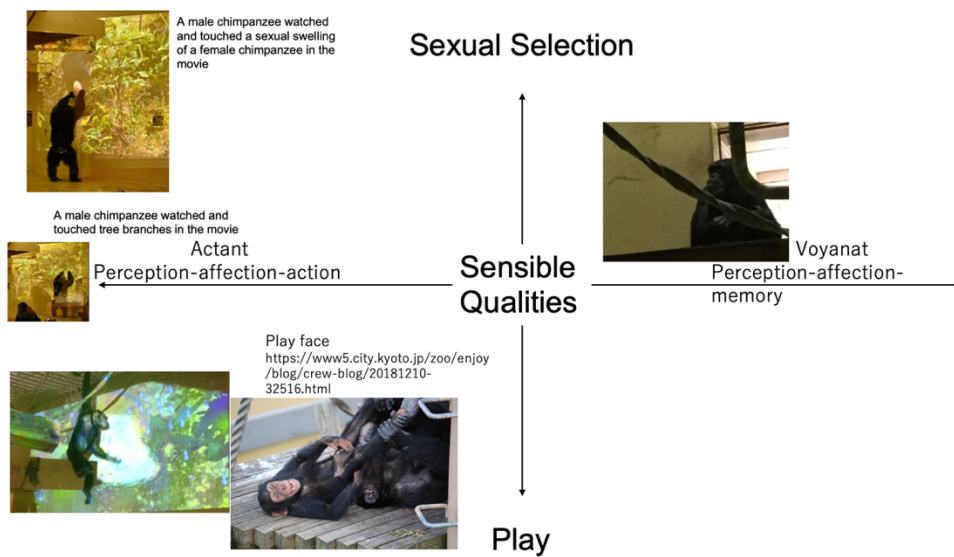 A male chimpanzee watched
and touched a sexual swelling
of a female chimpanzee in the
movie
Sexual Selection
A male chimpanzee watched and
touched tree branches in the movie
Actant
Perception-affection-action
Sensible
Qualities
Voyanat
Perception-affection-
memory
Play face
https://www5.city.kyoto.jp/zoo/enjoy
/blog/crew-blog/20181210-
32516.html
Play